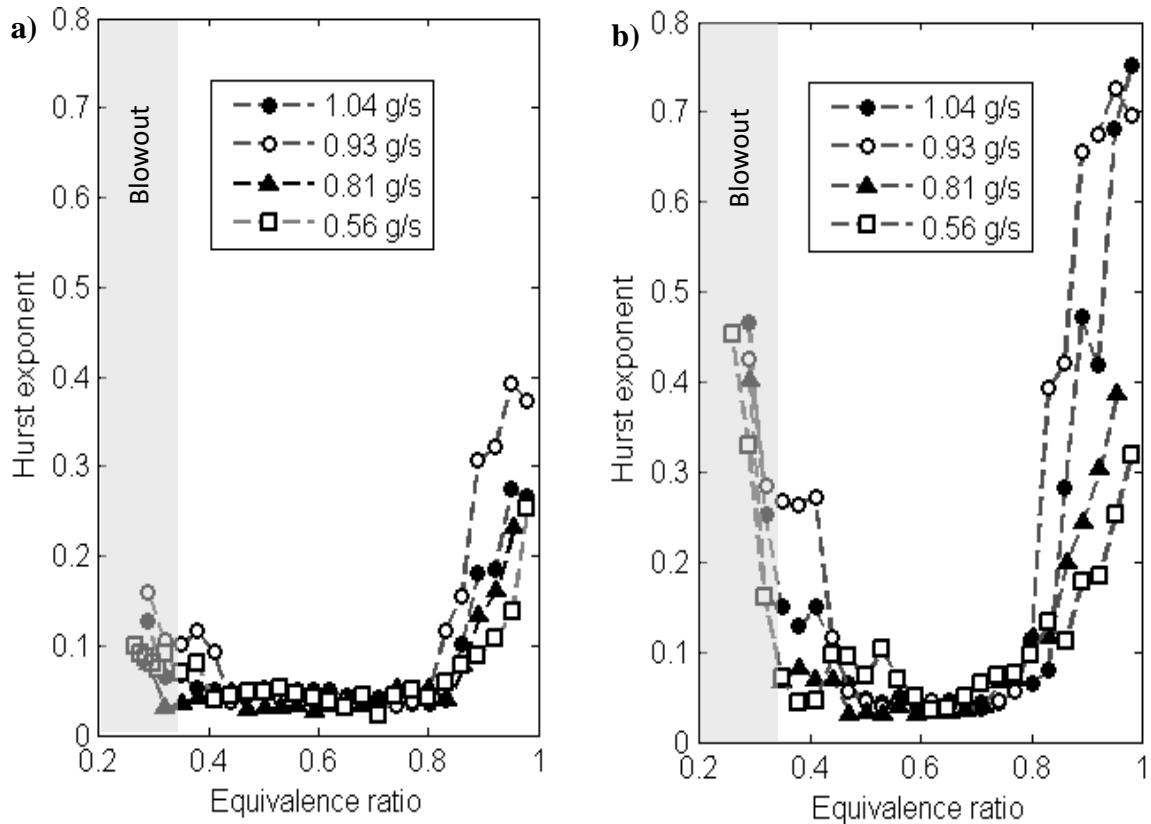 a)
0.8
0.7
0.6
0.5
0.4
0.3
0.2
0.1
0
Hurst exponent
Blowout
1.04 g/s
0.93 g/s
0.81 g/s
0.56 g/s
0.2 0.4 0.6 0.8 1
Equivalence ratio
b)
0.8
0.7
0.6
0.5
0.4
0.3
0.2
0.1
0
Hurst exponent
Blowout
1.04 g/s
0.93 g/s
0.81 g/s
0.56 g/s
0.2 0.4 0.6 0.8 1
Equivalence ratio